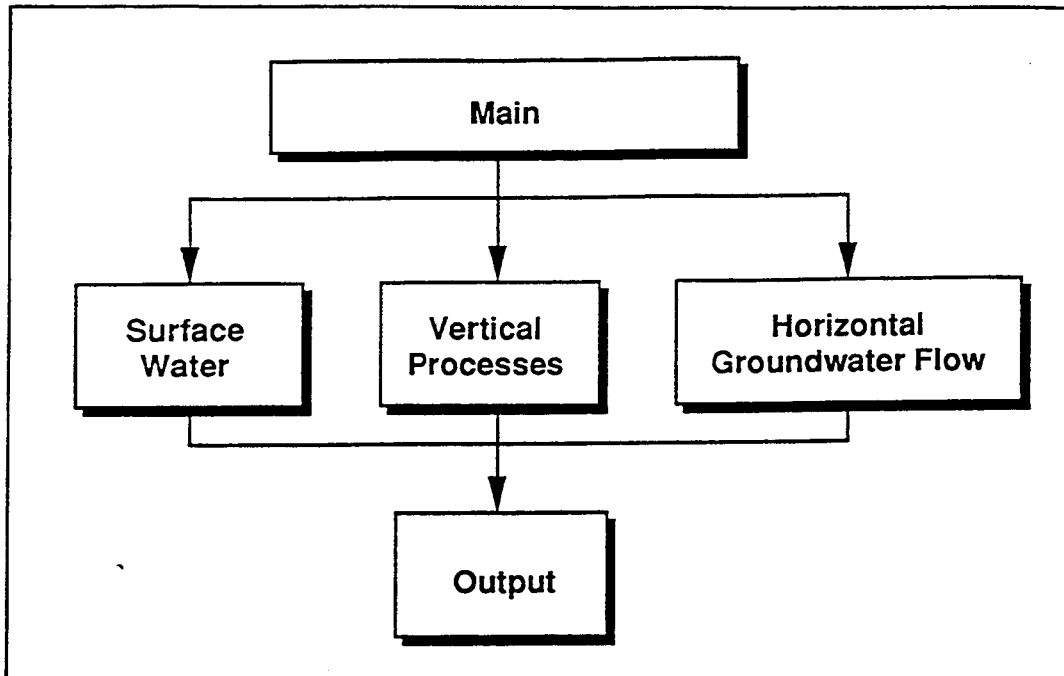 Main
Surface
Water
Vertical
Processes
Horizontal
Groundwater Flow
Output